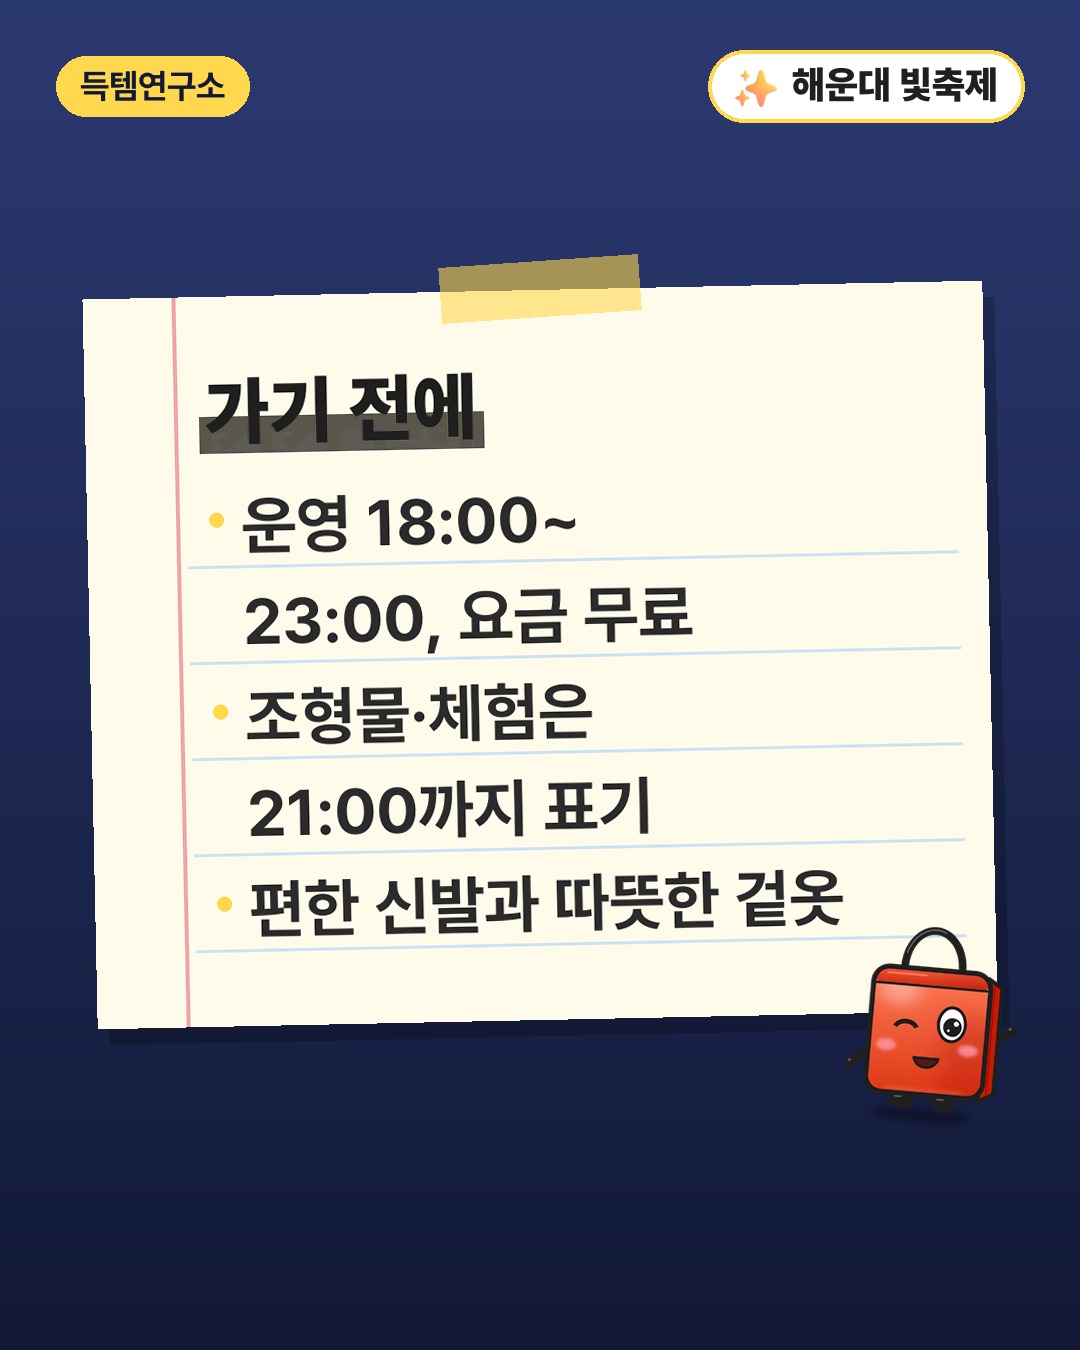 득템연구소
해운대 빛축제
가기 전에
운영 18:00~
23:00, 요금 무료
조형물·체험은
21:00까지 표기
편한 신발과 따뜻한 겉옷